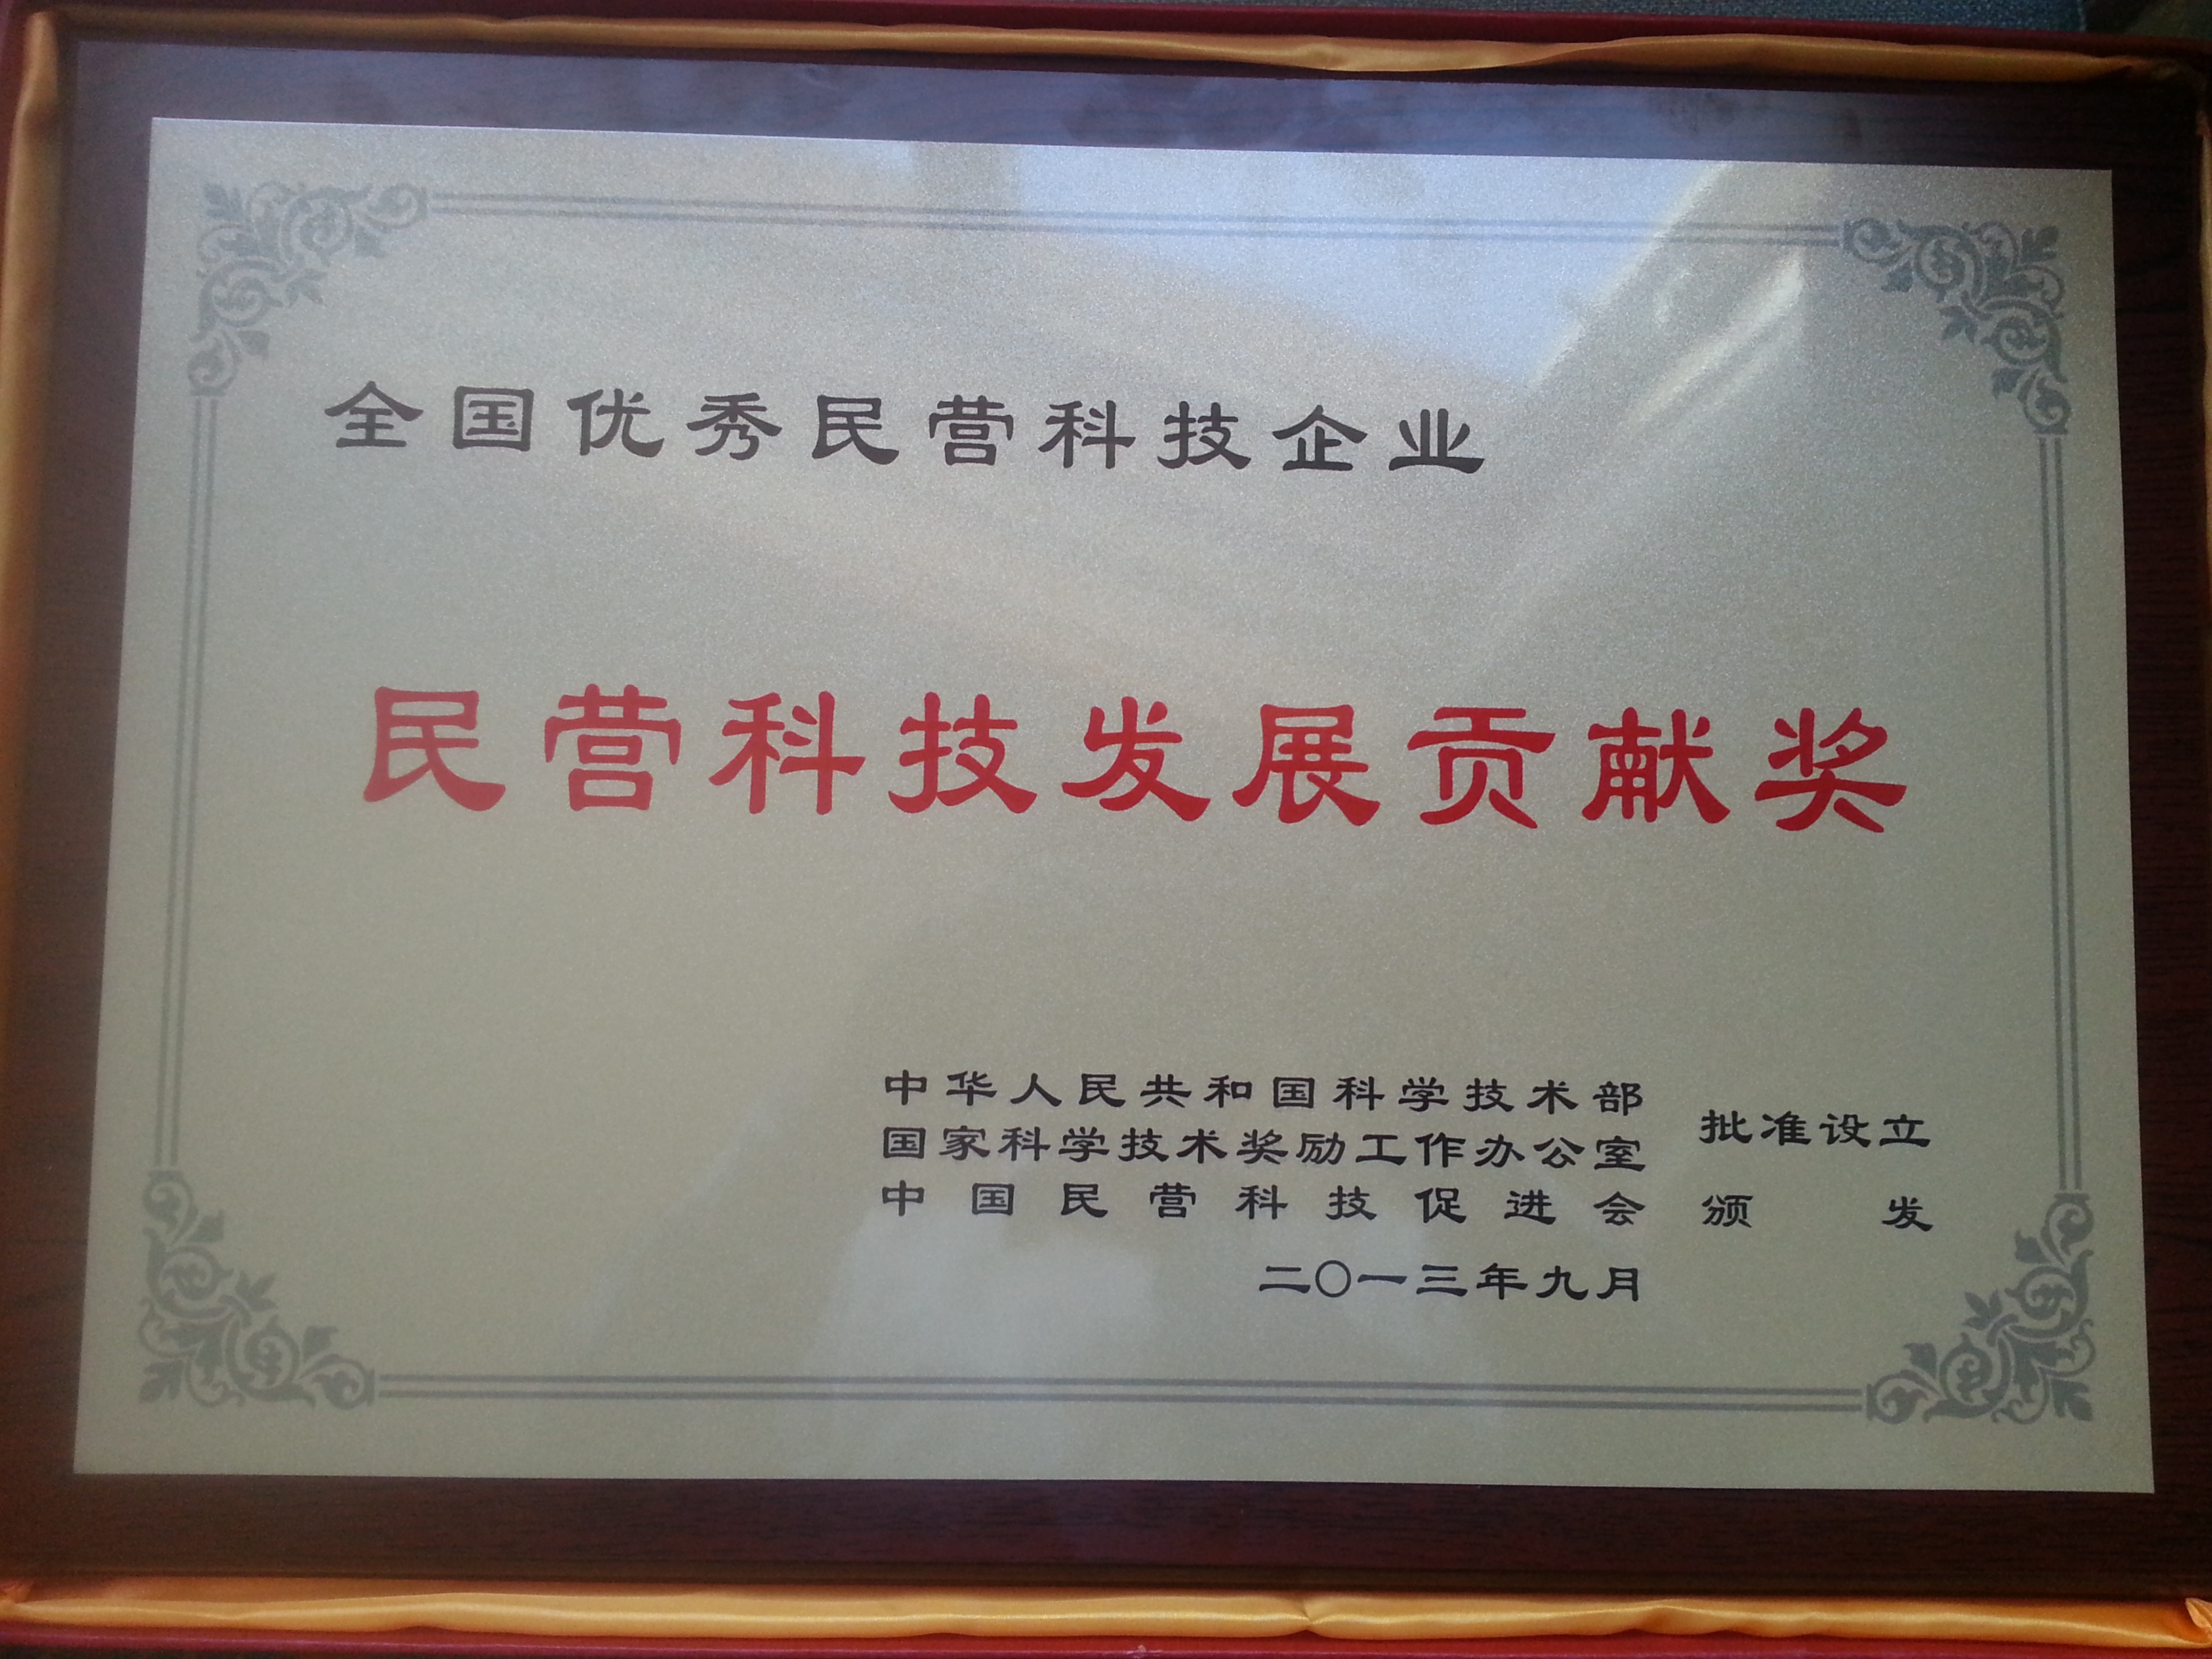 全国优秀民营科技企业
民营科技发展贡献奖
中华人民共和国科学技术部
国家科学技术奖励工作办公室 批准设立
中国民营科技促进会 颁发
二〇一三年九月